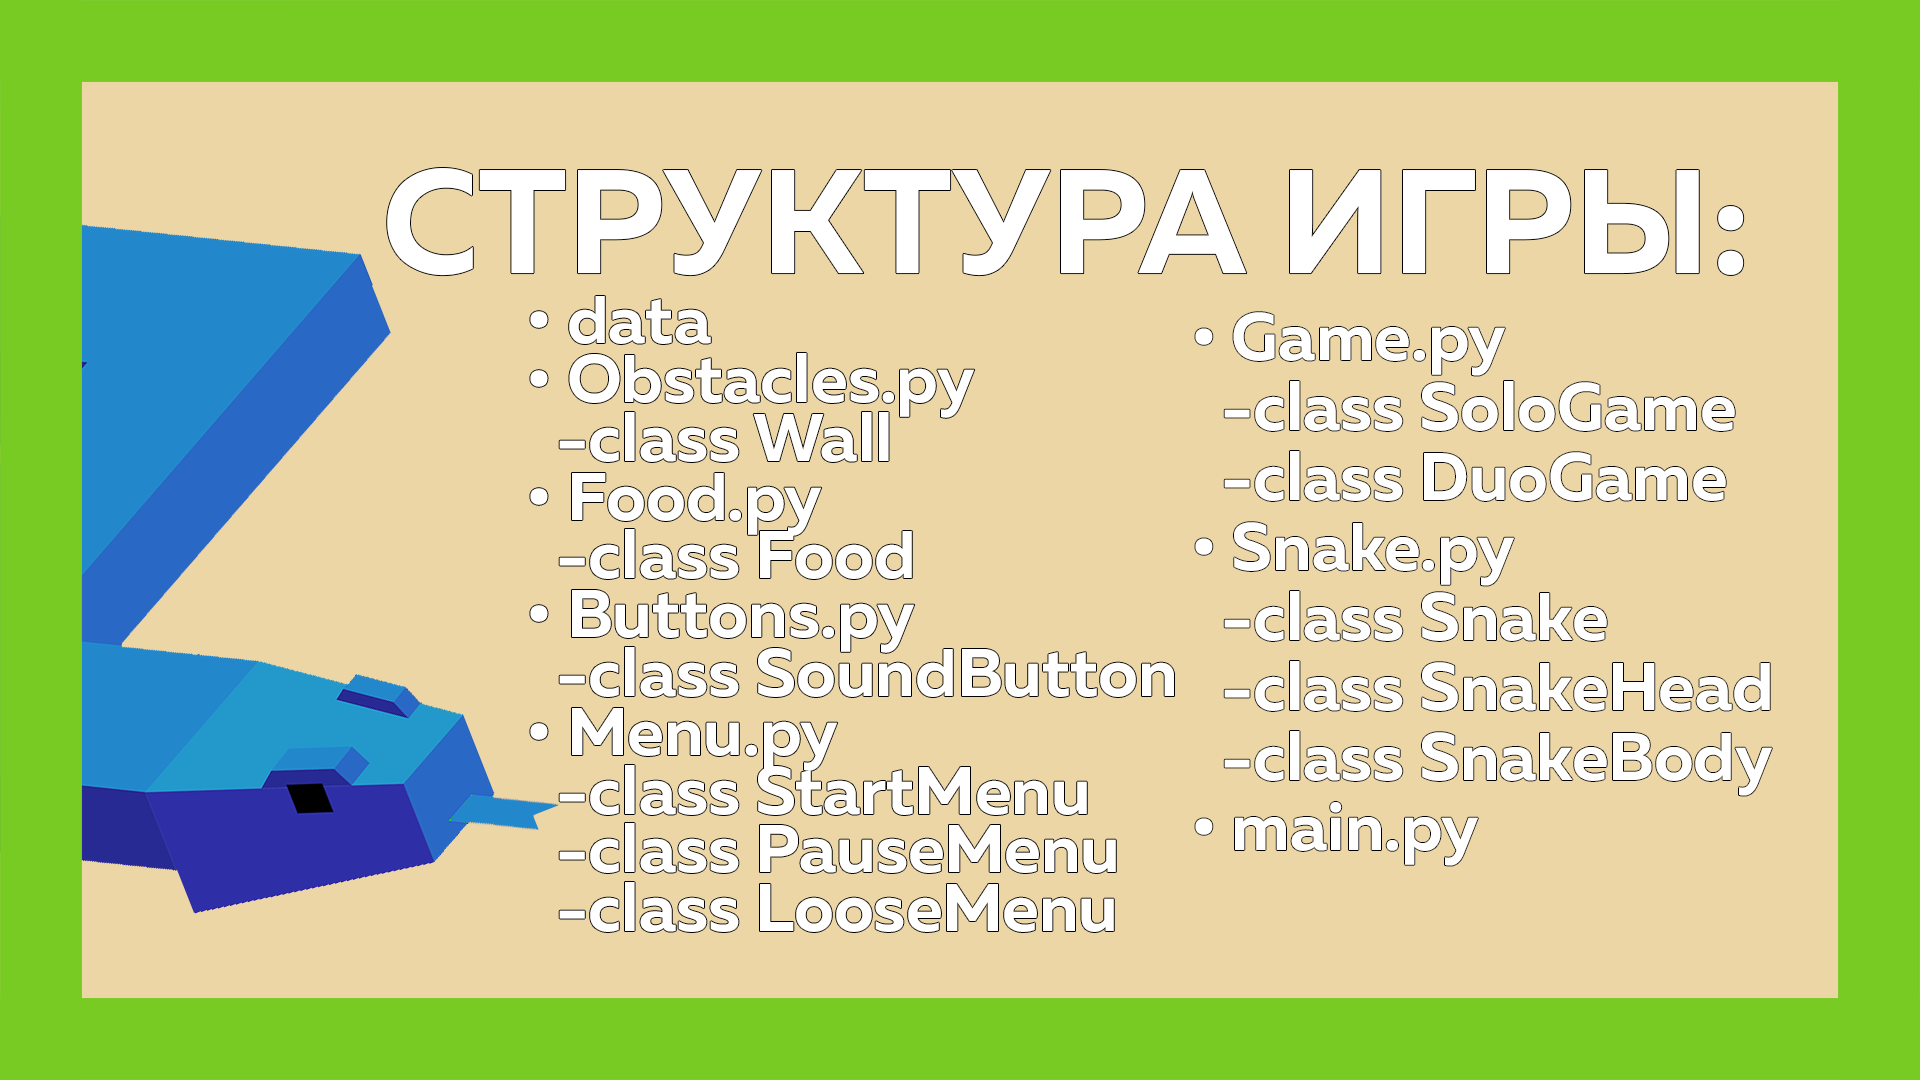 СТРУКТУРА ИГРЫ:
• data
• Obstacles.py
-class Wall
• Food.py
-class Food
• Buttons.py
-class SoundButton
• Menu.py
-class StartMenu
-class PauseMenu
-class LooseMenu
• Game.py
-class SoloGame
-class DuoGame
• Snake.py
-class Snake
-class SnakeHead
-class SnakeBody
• main.py